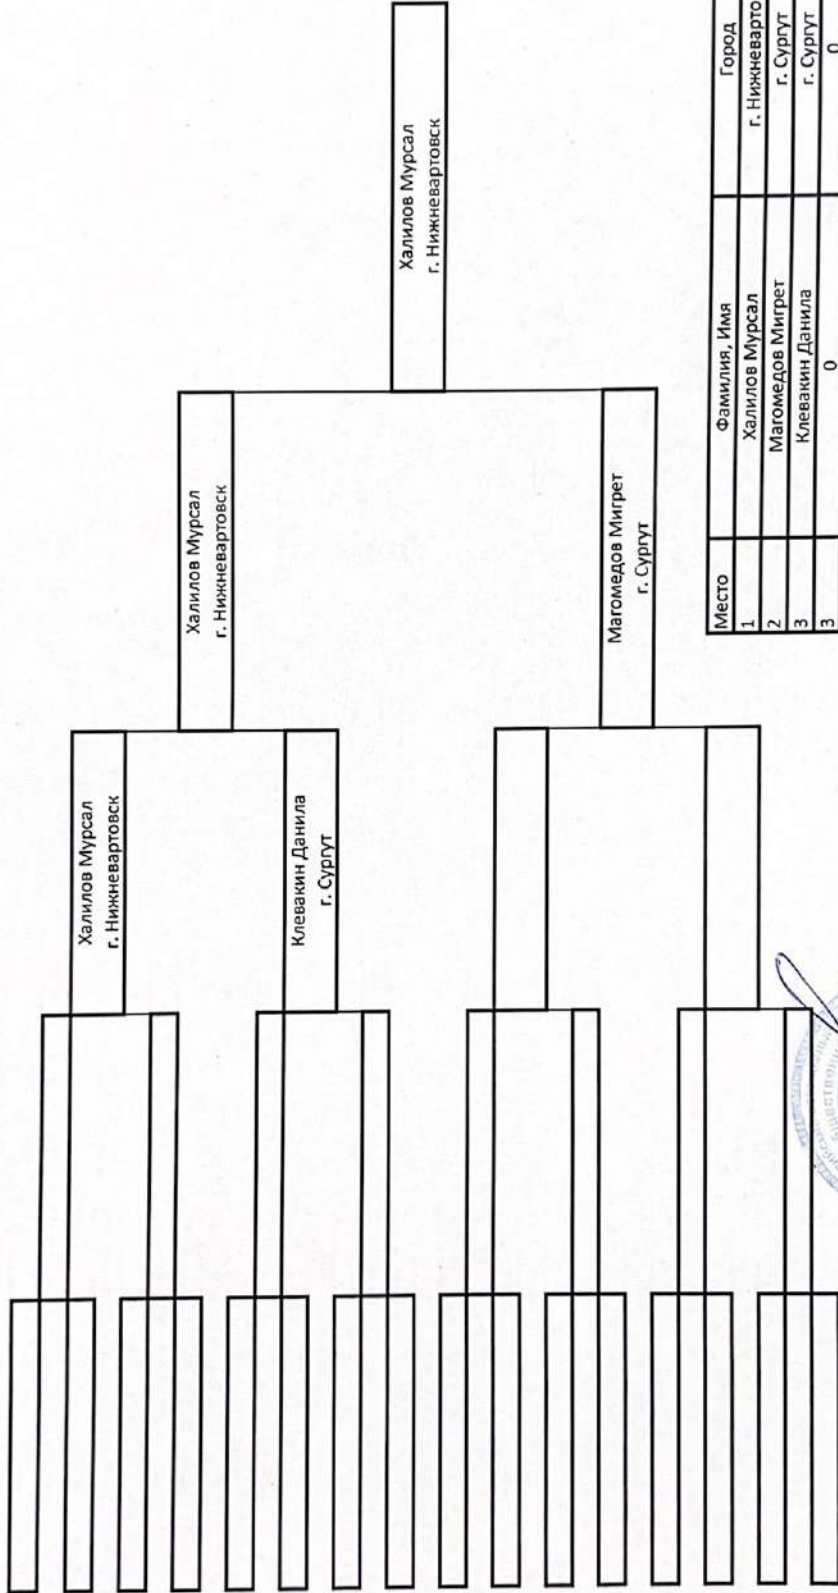 Халилов Мурсал
г. Нижневартовск
Клевакин Данила
г. Сургут
Халилов Мурсал
г. Нижневартовск
Магомедов Мигрет
г. Сургут
Халилов Мурсал
г. Нижневартовск
Место Фамилия, Имя Город
1 Халилов Мурсал г. Нижневарто
2 Магомедов Мигрет г. Сургут
3 Клевакин Данила г. Сургут
3 0 0